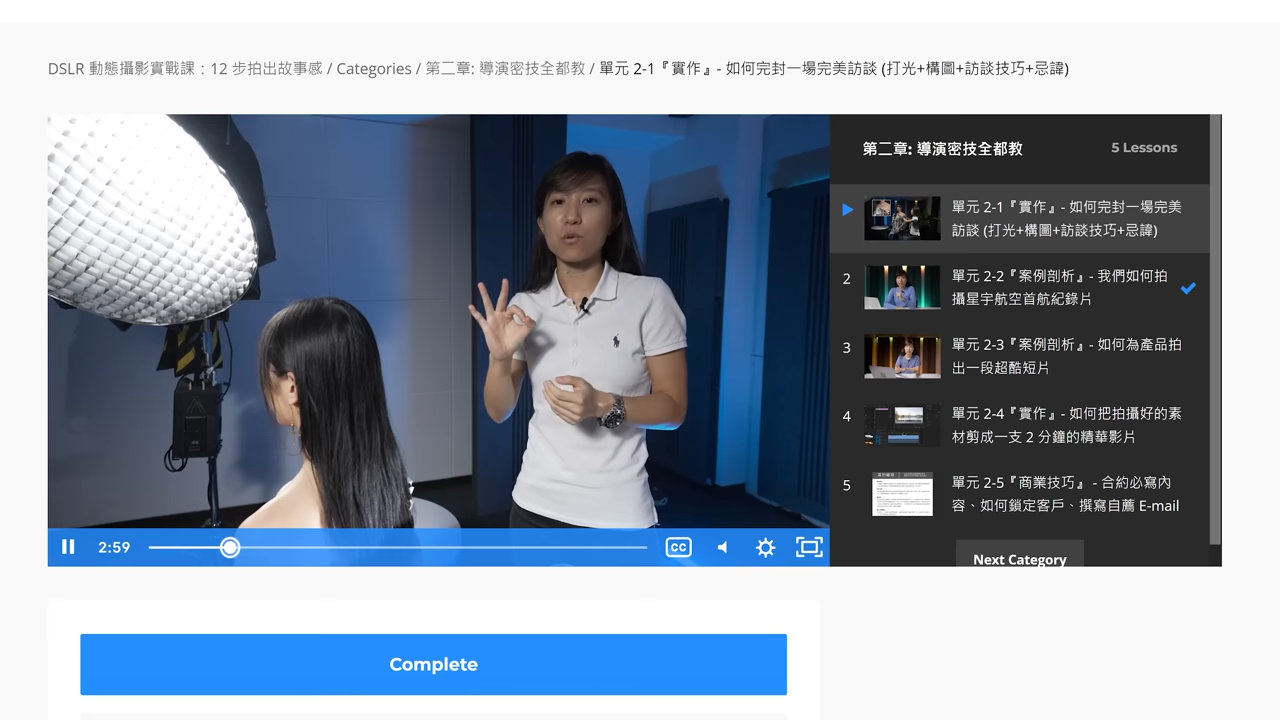 DSLR 動態攝影實戰課：12 步拍出故事感 / Categories / 第二章: 導演密技全都教 / 單元 2-1『實作』- 如何完封一場完美訪談 (打光+構圖+訪談技巧+忌諱)
第二章: 導演密技全都教
5 Lessons
單元 2-1『實作』- 如何完封一場完美
訪談 (打光+構圖+訪談技巧+忌諱)
2
單元 2-2『案例剖析』- 我們如何拍
攝星宇航空首航紀錄片
3
單元 2-3『案例剖析』- 如何為產品拍
出一段超酷短片
4
單元 2-4『實作』- 如何把拍攝好的素
材剪成一支 2 分鐘的精華影片
5
單元 2-5『商業技巧』- 合約必備內
容、如何鎖定客戶、撰寫自薦 E-mail
Next Category
2:59
CC
Complete